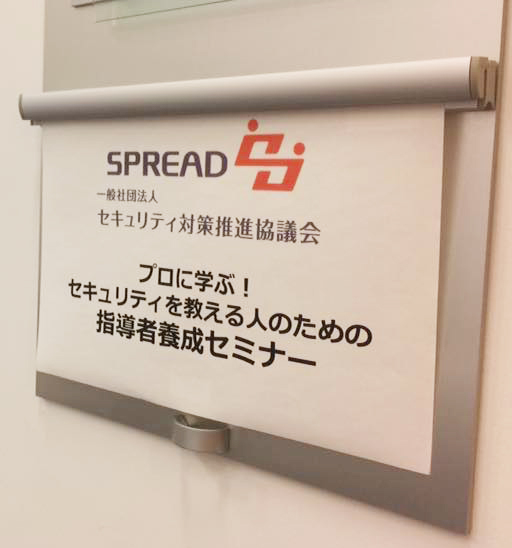 SPREAD
一般社団法人
セキュリティ対策推進協議会
プロに学ぶ！
セキュリティを教える人のための
指導者養成セミナー